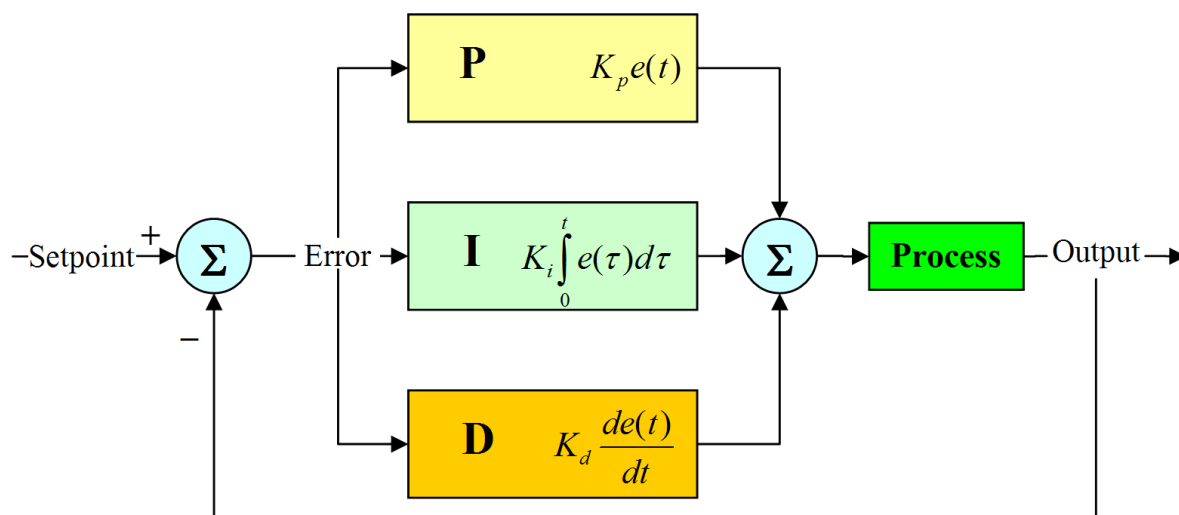 P K_p e(t)
–Setpoint + Σ Error I K_i ∫_0^t e(τ)dτ Σ Process Output
−
D K_d de(t)/dt